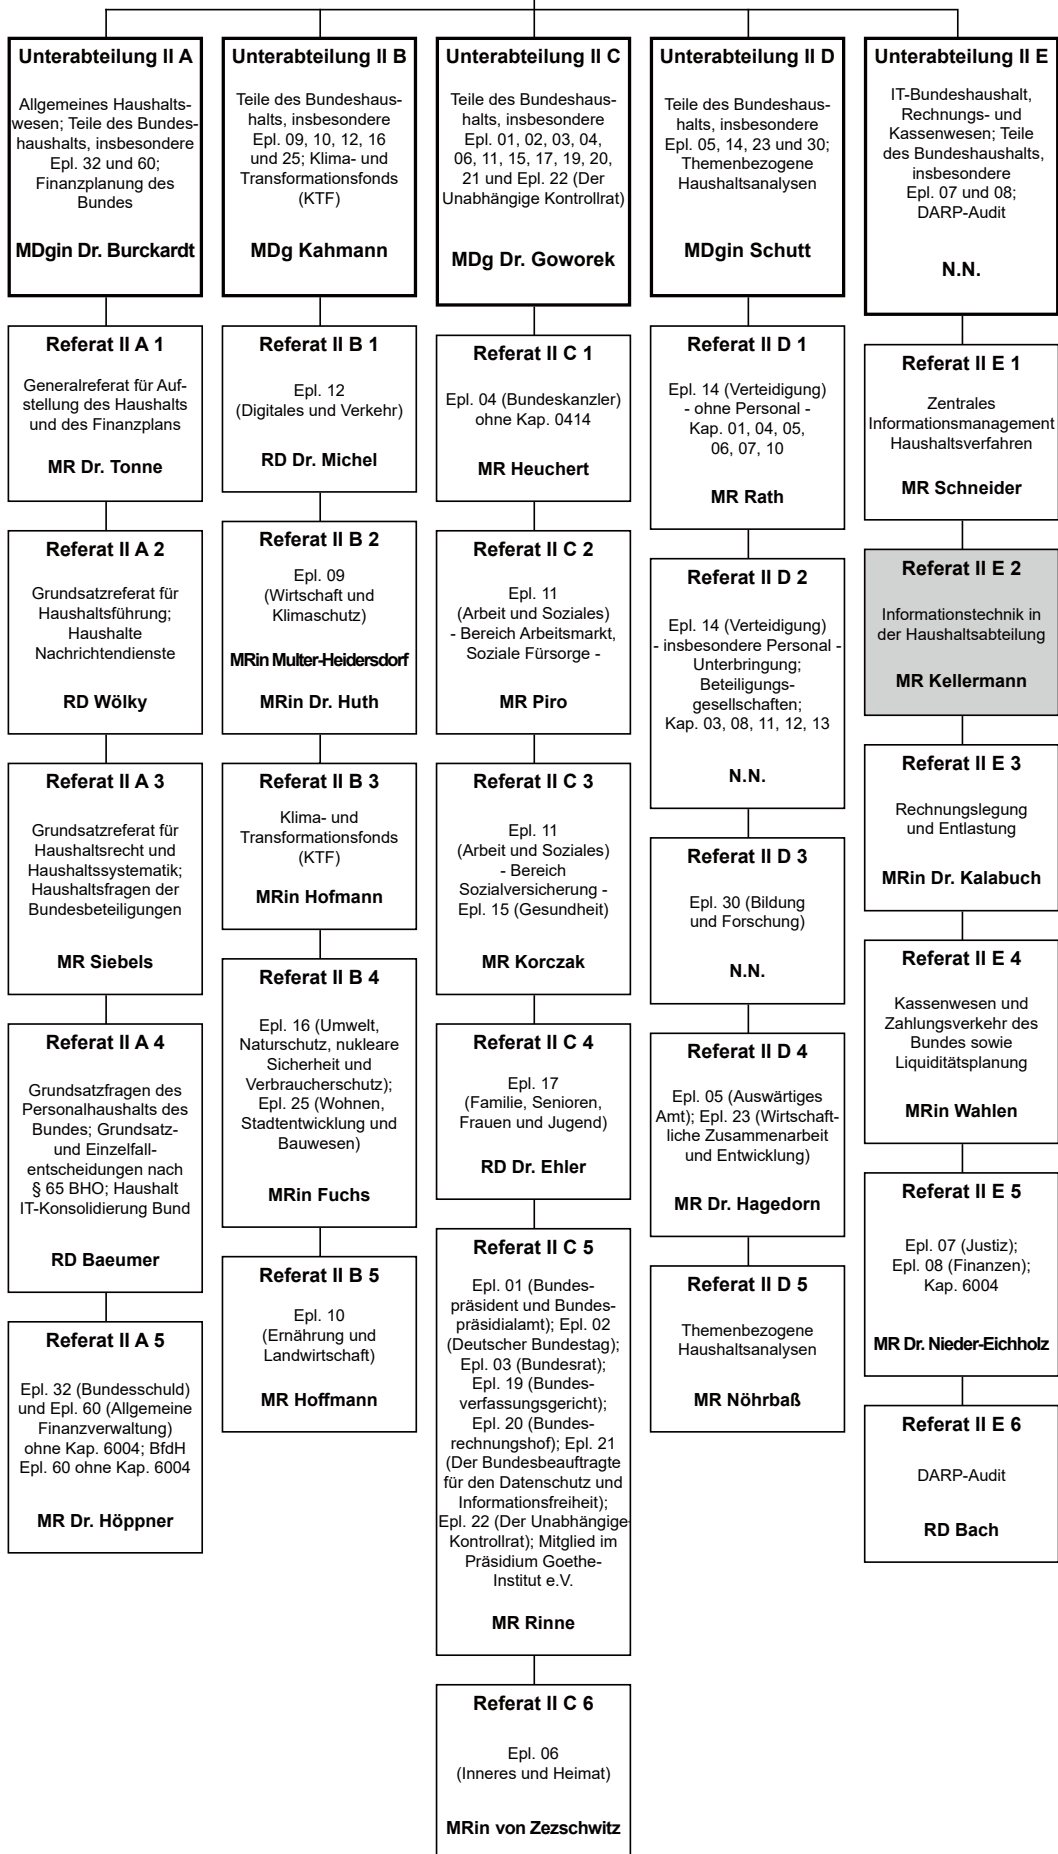 Unterabteilung II A
Allgemeines Haushalts-
wesen; Teile des Bundes-
haushalts, insbesondere
Epl. 32 und 60;
Finanzplanung des
Bundes
MDgin Dr. Burckardt
Referat II A 1
Generalreferat für Auf-
stellung des Haushalts
und des Finanzplans
MR Dr. Tonne
Referat II A 2
Grundsatzreferat für
Haushaltsführung;
Haushalte
Nachrichtendienste
RD Wölky
Referat II A 3
Grundsatzreferat für
Haushaltsrecht und
Haushaltssystematik;
Haushaltsfragen der
Bundesbeteiligungen
MR Siebels
Referat II A 4
Grundsatzfragen des
Personalhaushalts des
Bundes; Grundsatz-
und Einzelfall-
entscheidungen nach
§ 65 BHO; Haushalt
IT-Konsolidierung Bund
RD Baeumer
Referat II A 5
Epl. 32 (Bundesschuld)
und Epl. 60 (Allgemeine
Finanzverwaltung)
ohne Kap. 6004; BfdH
Epl. 60 ohne Kap. 6004
MR Dr. Höppner
Unterabteilung II B
Teile des Bundeshaus-
halts, insbesondere
Epl. 09, 10, 12, 16
und 25; Klima- und
Transformationsfonds
(KTF)
MDg Kahmann
Referat II B 1
Epl. 12
(Digitales und Verkehr)
RD Dr. Michel
Referat II B 2
Epl. 09
(Wirtschaft und
Klimaschutz)
MRin Multer-Heidersdorf
MRin Dr. Huth
Referat II B 3
Klima- und
Transformationsfonds
(KTF)
MRin Hofmann
Referat II B 4
Epl. 16 (Umwelt,
Naturschutz, nukleare
Sicherheit und
Verbraucherschutz);
Epl. 25 (Wohnen,
Stadtentwicklung und
Bauwesen)
MRin Fuchs
Referat II B 5
Epl. 10
(Ernährung und
Landwirtschaft)
MR Hoffmann
Unterabteilung II C
Teile des Bundeshaus-
halts, insbesondere
Epl. 01, 02, 03, 04,
06, 11, 15, 17, 19, 20,
21 und Epl. 22 (Der
Unabhängige Kontrollrat)
MDg Dr. Goworek
Referat II C 1
Epl. 04 (Bundeskanzler)
ohne Kap. 0414
MR Heuchert
Referat II C 2
Epl. 11
(Arbeit und Soziales)
- Bereich Arbeitsmarkt,
Soziale Fürsorge -
MR Piro
Referat II C 3
Epl. 11
(Arbeit und Soziales)
- Bereich
Sozialversicherung -
Epl. 15 (Gesundheit)
MR Korczak
Referat II C 4
Epl. 17
(Familie, Senioren,
Frauen und Jugend)
RD Dr. Ehler
Referat II C 5
Epl. 01 (Bundes-
präsident und Bundes-
präsidialamt); Epl. 02
(Deutscher Bundestag);
Epl. 03 (Bundesrat);
Epl. 19 (Bundes-
verfassungsgericht);
Epl. 20 (Bundes-
rechnungshof); Epl. 21
(Der Bundesbeauftragte
für den Datenschutz und
Informationsfreiheit);
Epl. 22 (Der Unabhängige
Kontrollrat); Mitglied im
Präsidium Goethe-
Institut e.V.
MR Rinne
Referat II C 6
Epl. 06
(Inneres und Heimat)
MRin von Zezschwitz
Unterabteilung II D
Teile des Bundeshaus-
halts, insbesondere
Epl. 05, 14, 23 und 30;
Themenbezogene
Haushaltsanalysen
MDgin Schutt
Referat II D 1
Epl. 14 (Verteidigung)
- ohne Personal -
Kap. 01, 04, 05,
06, 07, 10
MR Rath
Referat II D 2
Epl. 14 (Verteidigung)
- insbesondere Personal -
Unterbringung;
Beteiligungs-
gesellschaften;
Kap. 03, 08, 11, 12, 13
N.N.
Referat II D 3
Epl. 30 (Bildung
und Forschung)
N.N.
Referat II D 4
Epl. 05 (Auswärtiges
Amt); Epl. 23 (Wirtschaft-
liche Zusammenarbeit
und Entwicklung)
MR Dr. Hagedorn
Referat II D 5
Themenbezogene
Haushaltsanalysen
MR Nöhrbaß
Unterabteilung II E
IT-Bundeshaushalt,
Rechnungs- und
Kassenwesen; Teile
des Bundeshaushalts,
insbesondere
Epl. 07 und 08;
DARP-Audit
N.N.
Referat II E 1
Zentrales
Informationsmanagement
Haushaltsverfahren
MR Schneider
Referat II E 2
Informationstechnik in
der Haushaltsabteilung
MR Kellermann
Referat II E 3
Rechnungslegung
und Entlastung
MRin Dr. Kalabuch
Referat II E 4
Kassenwesen und
Zahlungsverkehr des
Bundes sowie
Liquiditätsplanung
MRin Wahlen
Referat II E 5
Epl. 07 (Justiz);
Epl. 08 (Finanzen);
Kap. 6004
MR Dr. Nieder-Eichholz
Referat II E 6
DARP-Audit
RD Bach